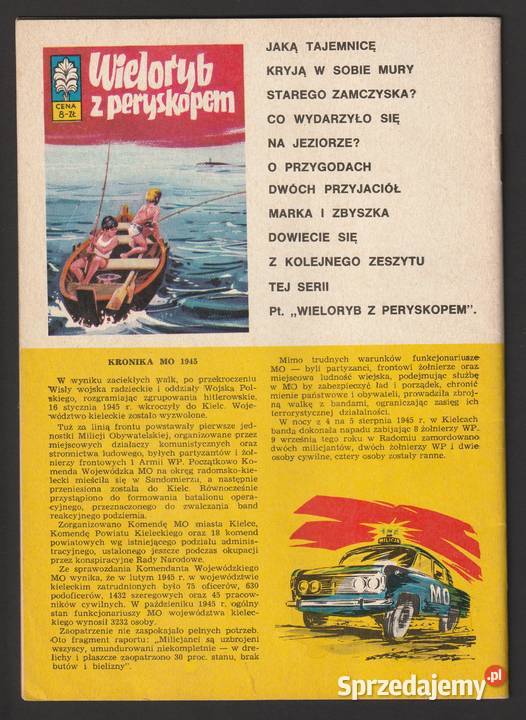 Wieloryb
z peryskopem
CENA
8-ZŁ
JAKĄ TAJEMNICĘ
KRYJĄ W SOBIE MURY
STAREGO ZAMCZYSKA?
CO WYDARZYŁO SIĘ
NA JEZIORZE?
O PRZYGODACH
DWÓCH PRZYJACIÓŁ
MARKA I ZBYSZKA
DOWIECIE SIĘ
Z KOLEJNEGO ZESZYTU
TEJ SERII
Pt. „WIELORYB Z PERYSKOPEM".
KRONIKA MO 1945
W wyniku zaciekłych walk, po przekroczeniu
Wisły wojska radzieckie i oddziały Wojska Pol-
skiego, rozgramiając zgrupowania hitlerowskie,
16 stycznia 1945 r. wkroczyły do Kielc. Woje-
wództwo kieleckie zostało wyzwolone.
Tuż za linią frontu powstawały pierwsze jed-
nostki Milicji Obywatelskiej, organizowane przez
miejscowych działaczy komunistycznych oraz
stronnictwa ludowego, byłych partyzantów i żoł-
nierzy frontowych 1 Armii WP. Początkowo Ko-
menda Wojewódzka MO na okręg radomsko-kie-
lecki mieściła się w Sandomierzu, a następnie
przeniesiona została do Kielc. Równocześnie
przystąpiono do formowania batalionu opera-
cyjnego, przeznaczonego do zwalczania band
reakcyjnego podziemia.
Zorganizowano Komendę MO miasta Kielce,
Komendę Powiatu Kieleckiego oraz 18 komend
powiatowych wg istniejącego podziału adminis-
tracyjnego, ustalonego jeszcze podczas okupacji
przez konspiracyjne Rady Narodowe.
Ze sprawozdania Komendanta Wojewódzkiego
MO wynika, że w lutym 1945 r. w województwie
kieleckim zatrudnionych było 75 oficerów, 630
podoficerów, 1432 szeregowych oraz 45 pracow-
ników cywilnych. W październiku 1945 r. ogólny
stan funkcjonariuszy MO województwa kielec-
kiego wynosił 3232 osoby.
Zaopatrzenie nie zaspokajało pełnych potrzeb.
Oto fragment raportu: „Milicjanci są uzbrojeni
wszyscy, umundurowani niekompletnie — w dre-
lichy i płaszcze zaopatrzono 30 proc. stanu, brak
butów i bielizny".
Mimo trudnych warunków funkcjonariusze
MO — byli partyzanci, frontowi żołnierze oraz
miejscowa ludność wiejska, podejmując służbę
w MO by zabezpieczyć ład i porządek, chronić
mienie państwowe i obywateli, prowadziła zbroj-
ną walkę z bandami, ograniczając zasięg ich
terrorystycznej działalności.
W nocy z 4 na 5 sierpnia 1945 r. w Kielcach
banda dokonała napadu zabijając 8 żołnierzy WP.
9 września tego roku w Radomiu zamordowano
dwóch milicjantów, dwóch żołnierzy WP i dwie
osoby cywilne, cztery osoby zostały ranne.
MILICJA
MO
Sprzedajemy.pl